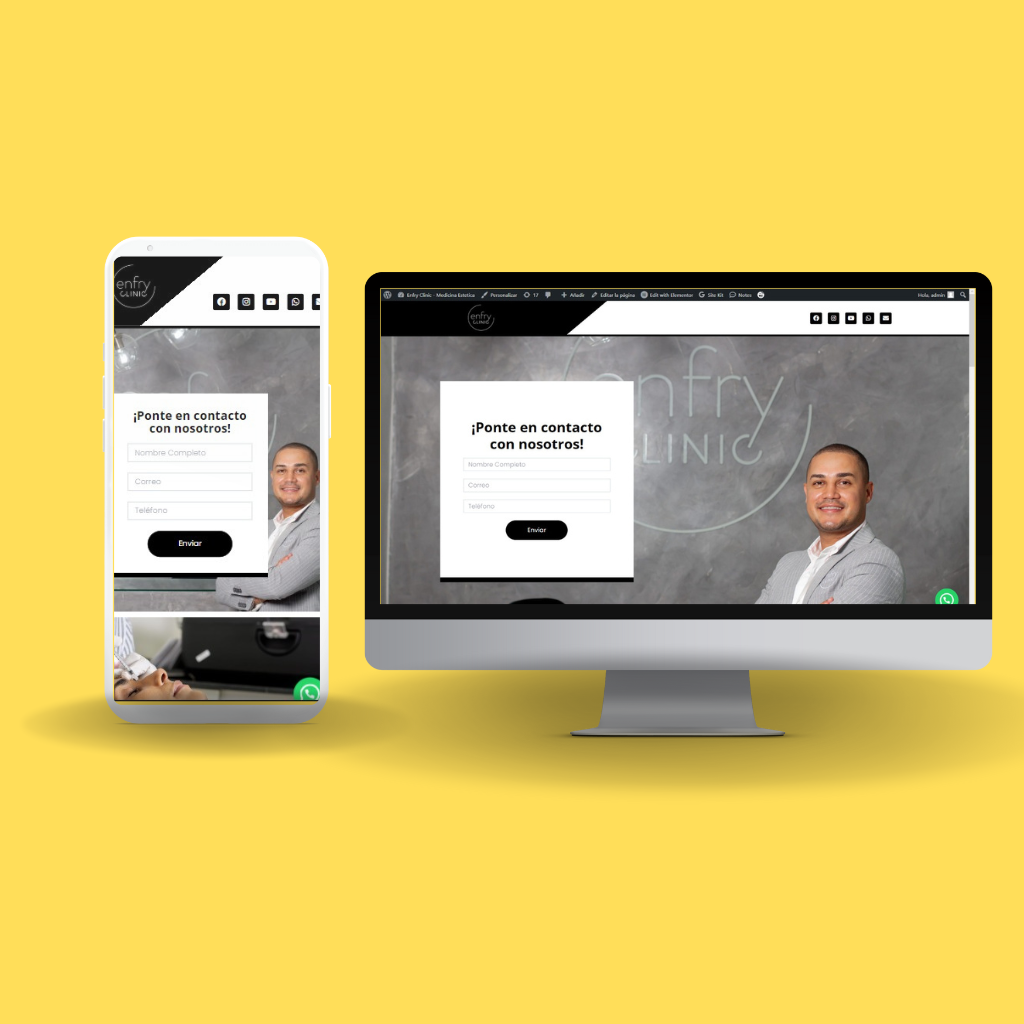 enfry
CLINIC
¡Ponte en contacto
con nosotros!
Nombre Completo
Correo
Teléfono
Enviar
Enfry Clinic - Medicina Estetica Personalizar 17 Añadir Editar la página Edit with Elementor Site Kit Notes Hola, admin
enfry
CLINIC
enfry
CLINIC
¡Ponte en contacto
con nosotros!
Nombre Completo
Correo
Teléfono
Enviar